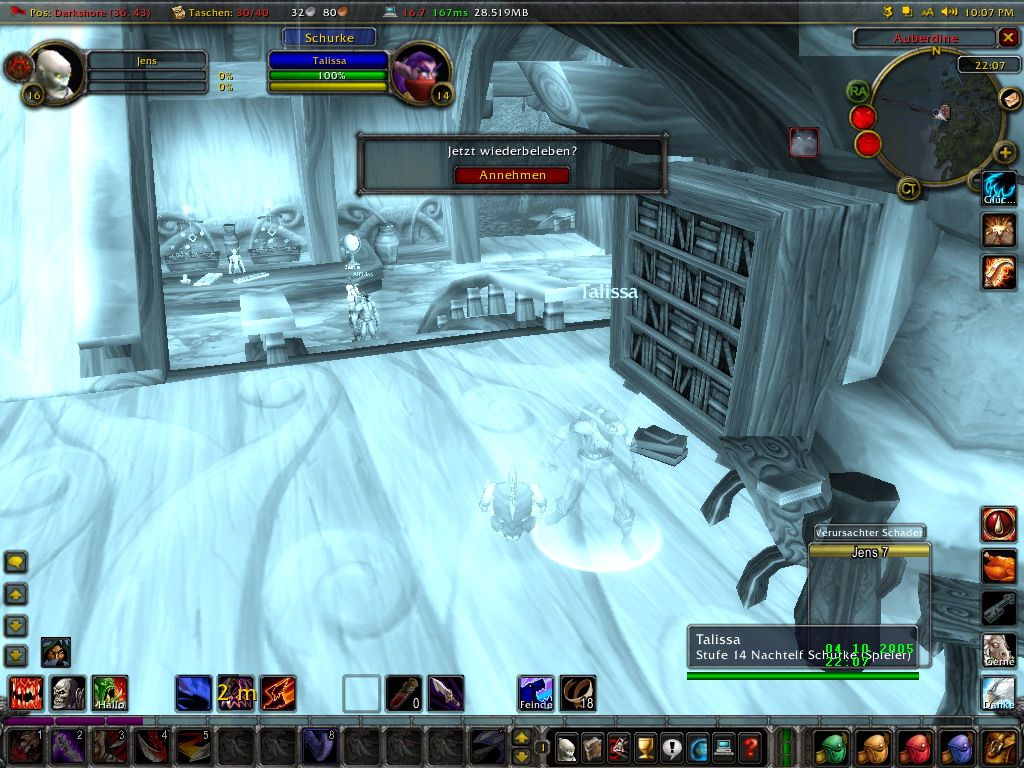 Pos: Darkshore (36, 43)
Taschen: 30/40
32 80
16.7 167ms 28.519MB
10:07 PM
Schurke
Auberdine
N
22:07
Jens
Talissa
100%
0%
0%
16
14
RA
CT
Jetzt wiederbeleben?
Annehmen
Talissa
Verursachter Schaden
Jens 7
Talissa
Stufe 14 Nachtelf Schurke (Spieler)
04.10.2005
22:07
Gerne
Danke
Hallo
2 m
0
Feinde
18
1 2 3 4 5 8
1